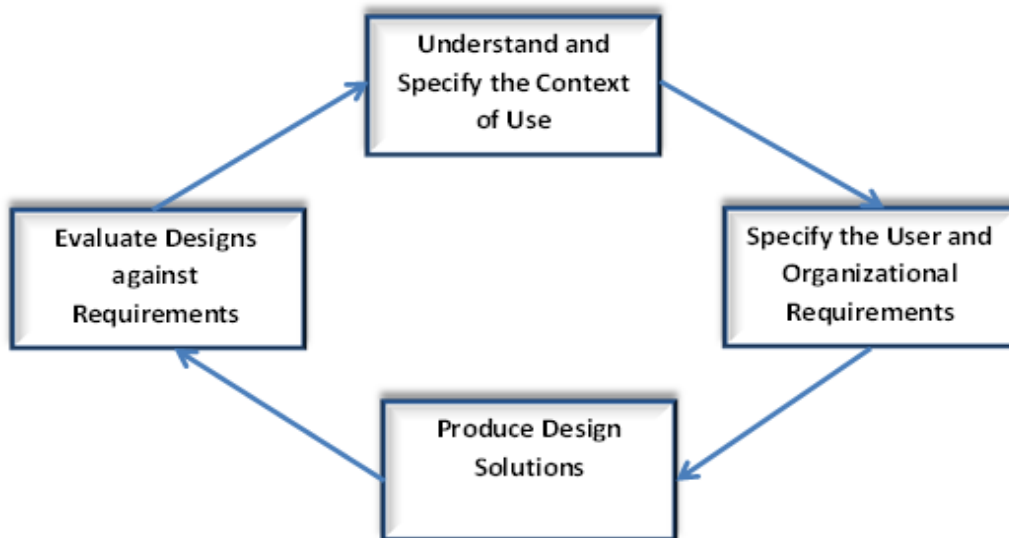 Understand and
Specify the Context
of Use
Evaluate Designs
against
Requirements
Specify the User and
Organizational
Requirements
Produce Design
Solutions